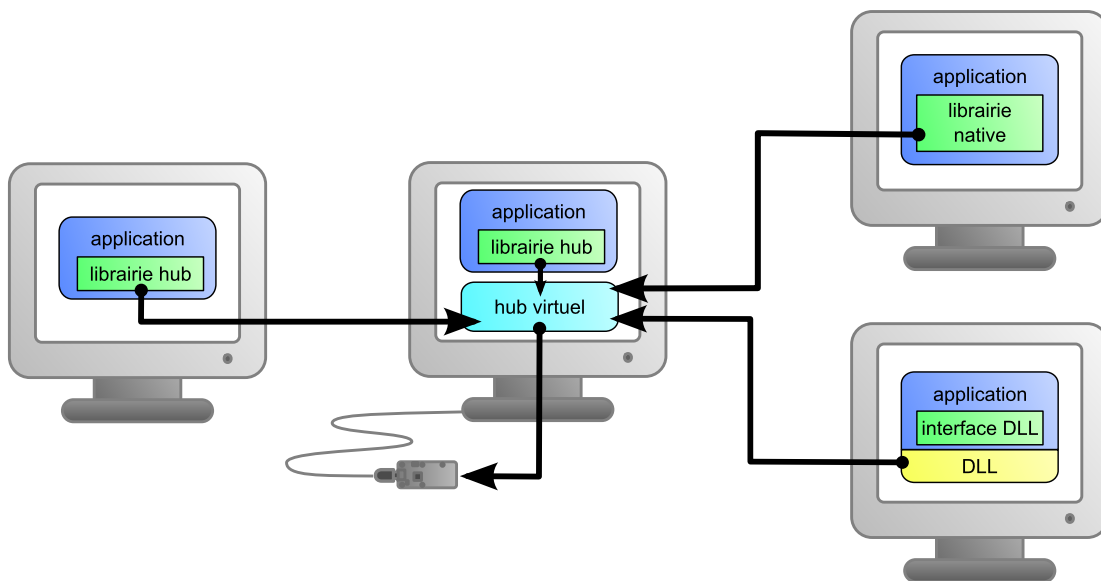 application
librairie hub
application
librairie hub
hub virtuel
application
librairie
native
application
interface DLL
DLL